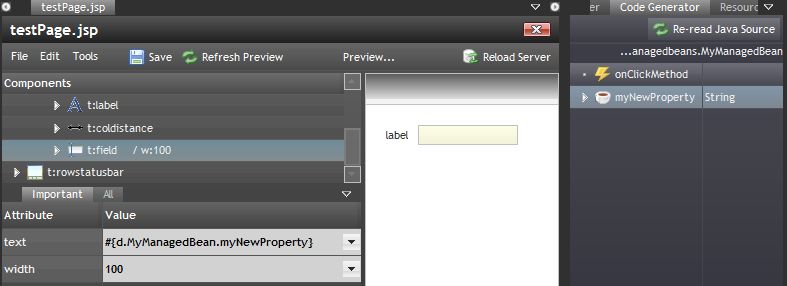 testPage.jsp
er Code Generator Resourc
testPage.jsp
Re-read Java Source
File Edit Tools Save Refresh Preview Preview... Reload Server
...anagedbeans.MyManagedBean
Components
onClickMethod
t:label
myNewProperty String
t:coldistance
label
t:field / w:100
t:rowstatusbar
Important All
Attribute Value
text #{d.MyManagedBean.myNewProperty}
width 100